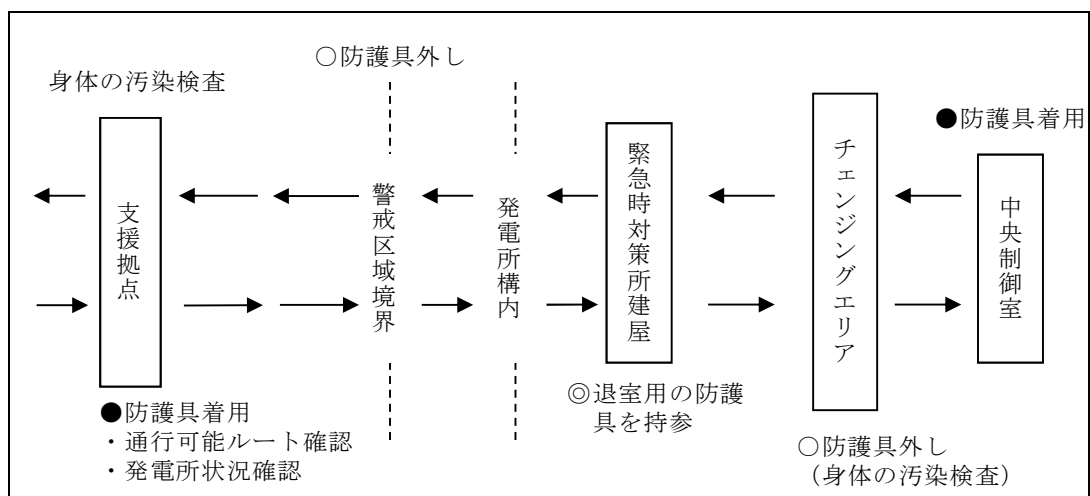 ○防護具外し
身体の汚染検査
●防護具着用
支援拠点
警戒区域境界
発電所構内
緊急時対策所建屋
チェンジングエリア
中央制御室
●防護具着用
・通行可能ルート確認
・発電所状況確認
◎退室用の防護
具を持参
○防護具外し
（身体の汚染検査）